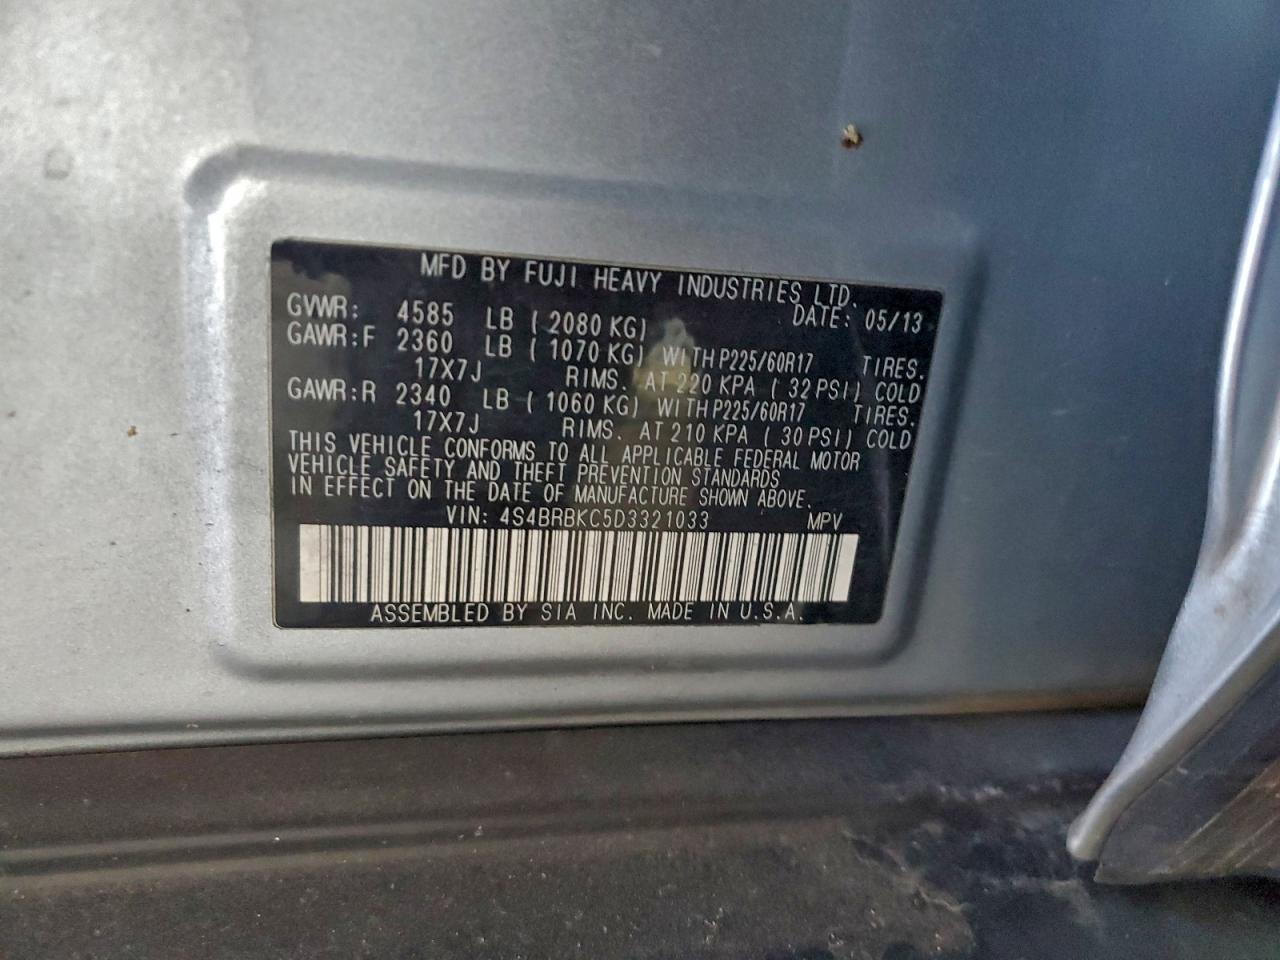 MFD BY FUJI HEAVY INDUSTRIES LTD.
GVWR: 4585 LB ( 2080 KG) DATE: 05/13
GAWR:F 2360 LB ( 1070 KG) WITH P225/60R17 TIRES.
17X7J RIMS. AT 220 KPA ( 32 PSI) COLD
GAWR:R 2340 LB ( 1060 KG) WITH P225/60R17 TIRES.
17X7J RIMS. AT 210 KPA ( 30 PSI) COLD
THIS VEHICLE CONFORMS TO ALL APPLICABLE FEDERAL MOTOR
VEHICLE SAFETY AND THEFT PREVENTION STANDARDS
IN EFFECT ON THE DATE OF MANUFACTURE SHOWN ABOVE.
VIN: 4S4BRBKC5D3321033 MPV
ASSEMBLED BY SIA INC. MADE IN U.S.A.